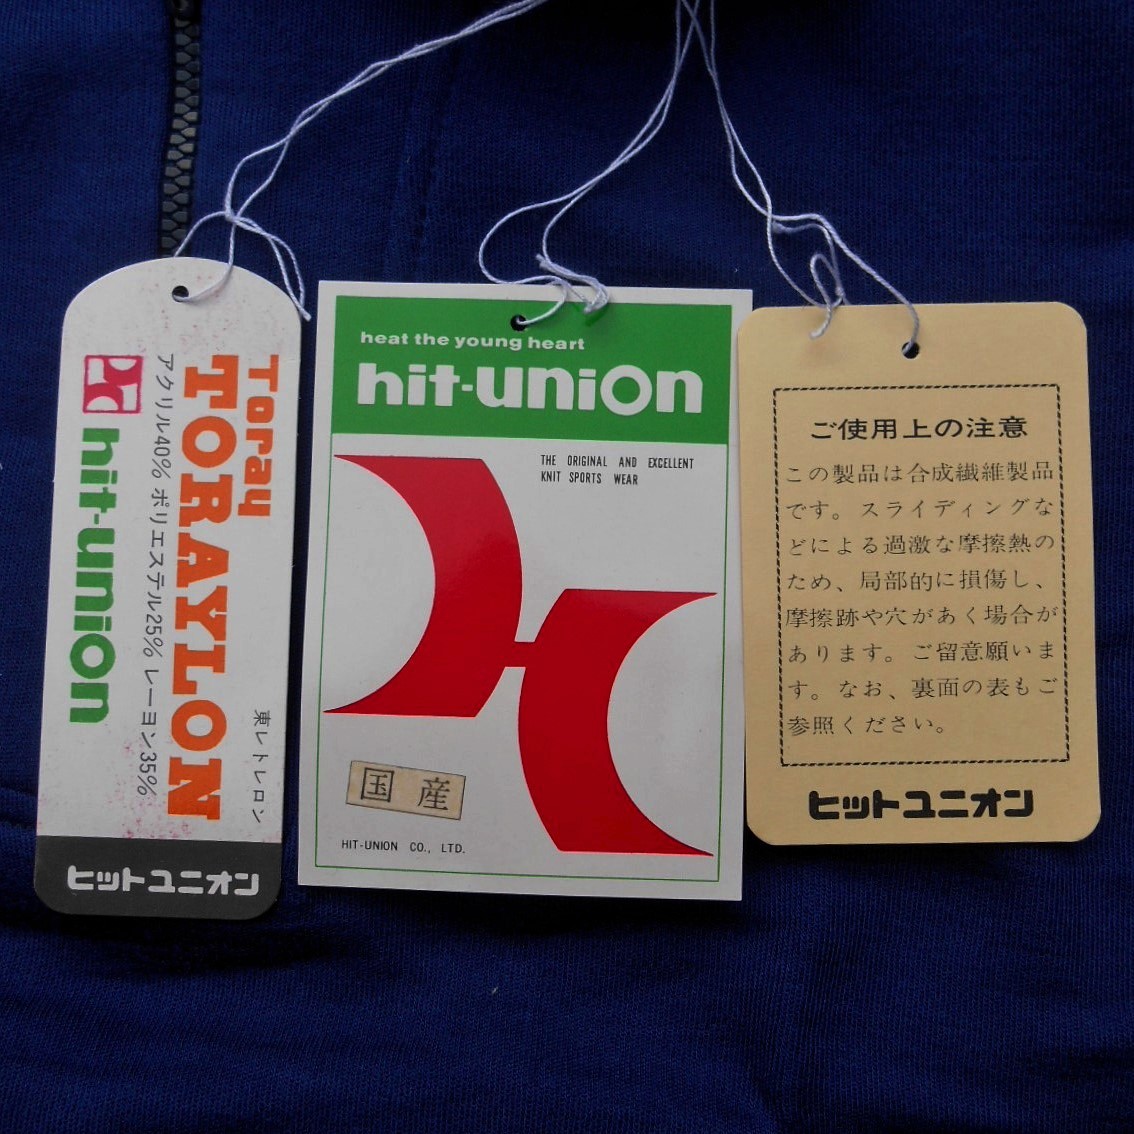 Toray
TORAYLON
東レトレロン
アクリル40% ポリエステル25% レーヨン35%
hit-union
ヒットユニオン
heat the young heart
hit-union
THE ORIGINAL AND EXCELLENT
KNIT SPORTS WEAR
国産
HIT-UNION CO., LTD.
ご使用上の注意
この製品は合成繊維製品
です。スライディングな
どによる過激な摩擦熱の
ため、局部的に損傷し、
摩擦跡や穴があく場合が
あります。ご留意願いま
す。なお、裏面の表もご
参照ください。
ヒットユニオン